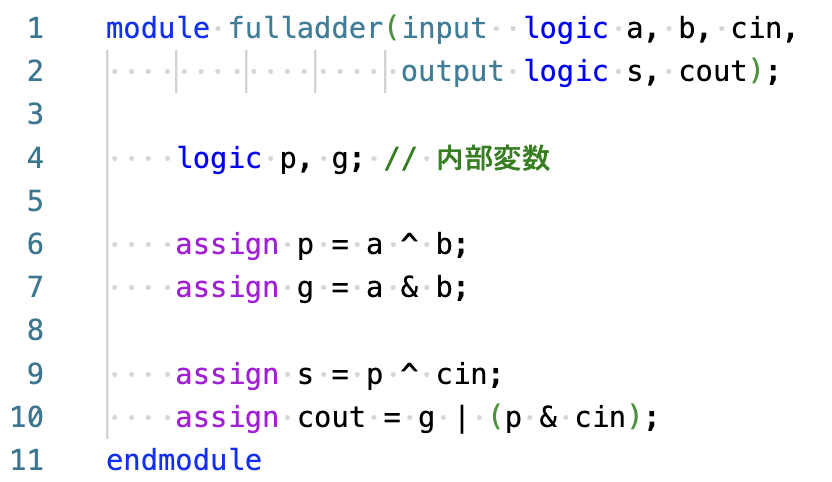 1 module fulladder(input  logic a, b, cin,
2                  output logic s, cout);
3
4     logic p, g; // 内部変数
5
6     assign p = a ^ b;
7     assign g = a & b;
8
9     assign s = p ^ cin;
10     assign cout = g | (p & cin);
11 endmodule